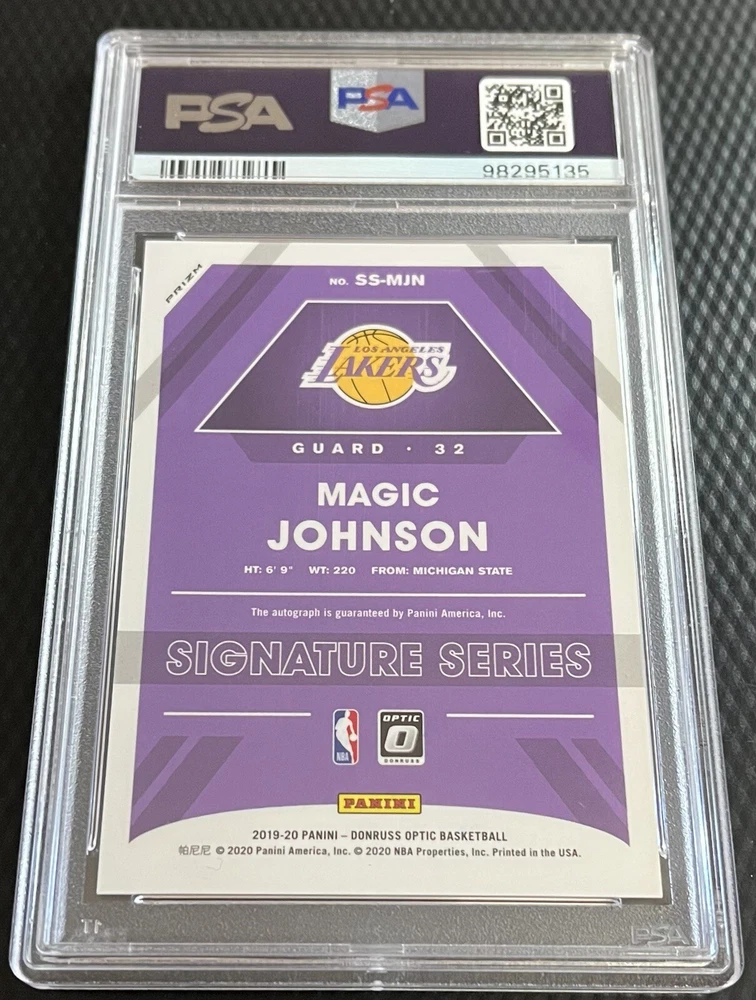 PSA PSA
98295135
PRIZM
NO. SS-MJN
LOS ANGELES
LAKERS
GUARD · 32
MAGIC
JOHNSON
HT: 6' 9" WT: 220 FROM: MICHIGAN STATE
The autograph is guaranteed by Panini America, Inc.
SIGNATURE SERIES
NBA
OPTIC
DONRUSS
PANINI
2019-20 PANINI – DONRUSS OPTIC BASKETBALL
帕尼尼 © 2020 Panini America, Inc. © 2020 NBA Properties, Inc. Printed in the USA.
PSA